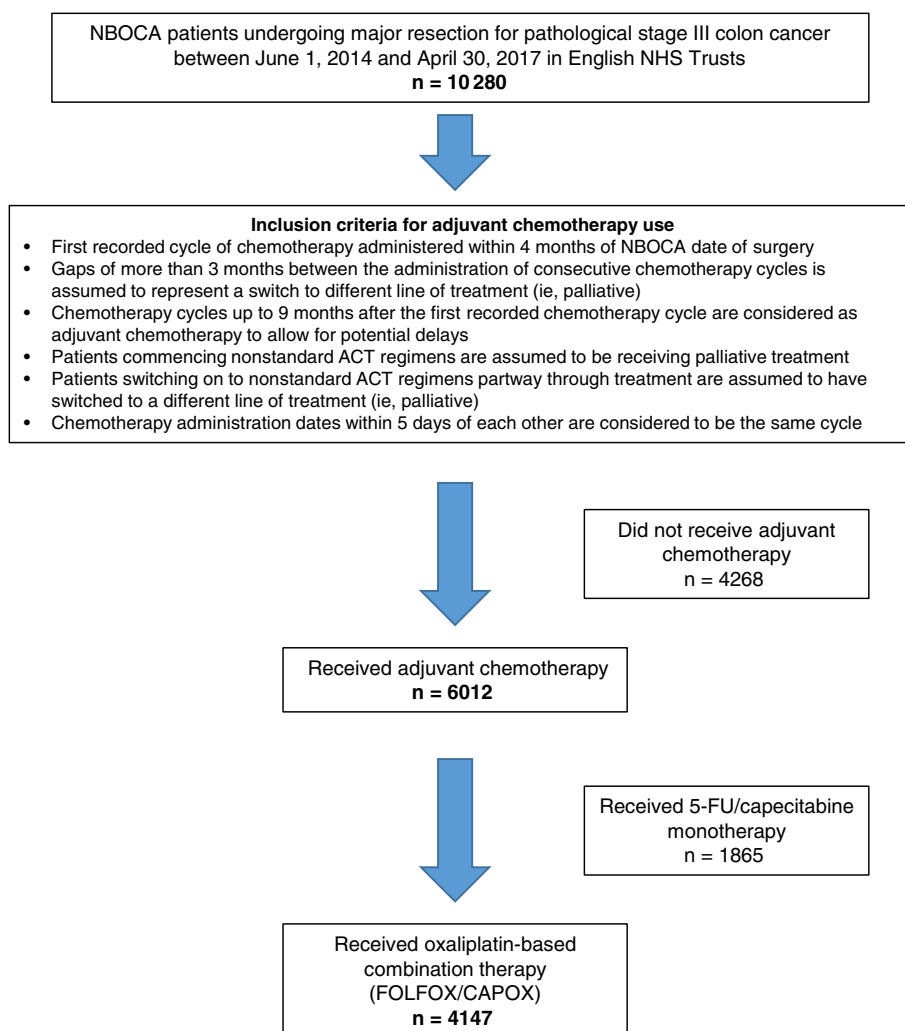 NBOCA patients undergoing major resection for pathological stage III colon cancer
between June 1, 2014 and April 30, 2017 in English NHS Trusts
n = 10 280
Inclusion criteria for adjuvant chemotherapy use
• First recorded cycle of chemotherapy administered within 4 months of NBOCA date of surgery
• Gaps of more than 3 months between the administration of consecutive chemotherapy cycles is
assumed to represent a switch to different line of treatment (ie, palliative)
• Chemotherapy cycles up to 9 months after the first recorded chemotherapy cycle are considered as
adjuvant chemotherapy to allow for potential delays
• Patients commencing nonstandard ACT regimens are assumed to be receiving palliative treatment
• Patients switching on to nonstandard ACT regimens partway through treatment are assumed to have
switched to a different line of treatment (ie, palliative)
• Chemotherapy administration dates within 5 days of each other are considered to be the same cycle
Did not receive adjuvant
chemotherapy
n = 4268
Received adjuvant chemotherapy
n = 6012
Received 5-FU/capecitabine
monotherapy
n = 1865
Received oxaliplatin-based
combination therapy
(FOLFOX/CAPOX)
n = 4147